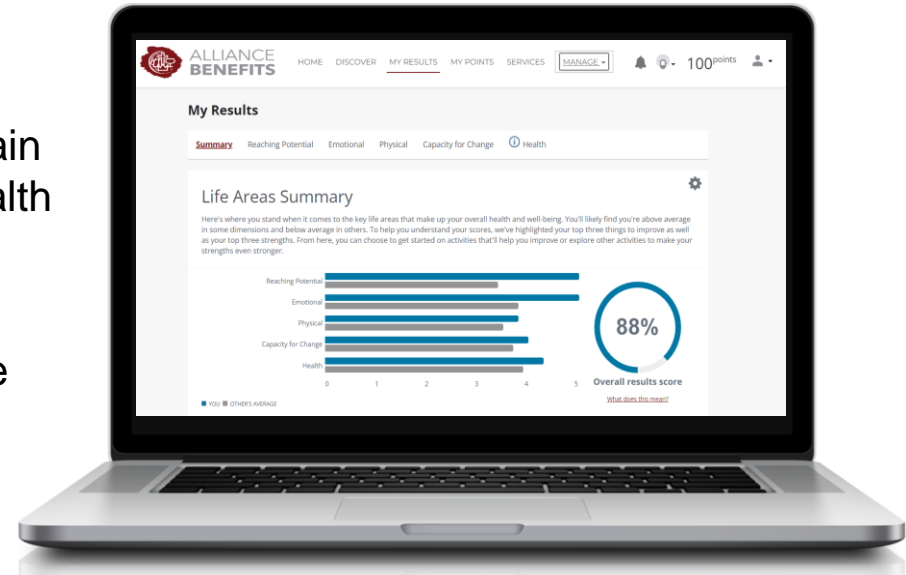 ain
alth
e
ALLIANCE
BENEFITS
HOME DISCOVER MY RESULTS MY POINTS SERVICES MANAGE 100 points
My Results
Summary Reaching Potential Emotional Physical Capacity for Change Health
Life Areas Summary
Here's where you stand when it comes to the key life areas that make up your overall health and well-being. You'll likely find you're above average
in some dimensions and below average in others. To help you understand your scores, we've highlighted your top three things to improve as well
as your top three strengths. From here, you can choose to get started on activities that'll help you improve or explore other activities to make your
strengths even stronger.
Reaching Potential
Emotional
Physical
Capacity for Change
Health
0 1 2 3 4 5
YOU OTHER'S AVERAGE
88%
Overall results score
What does this mean?